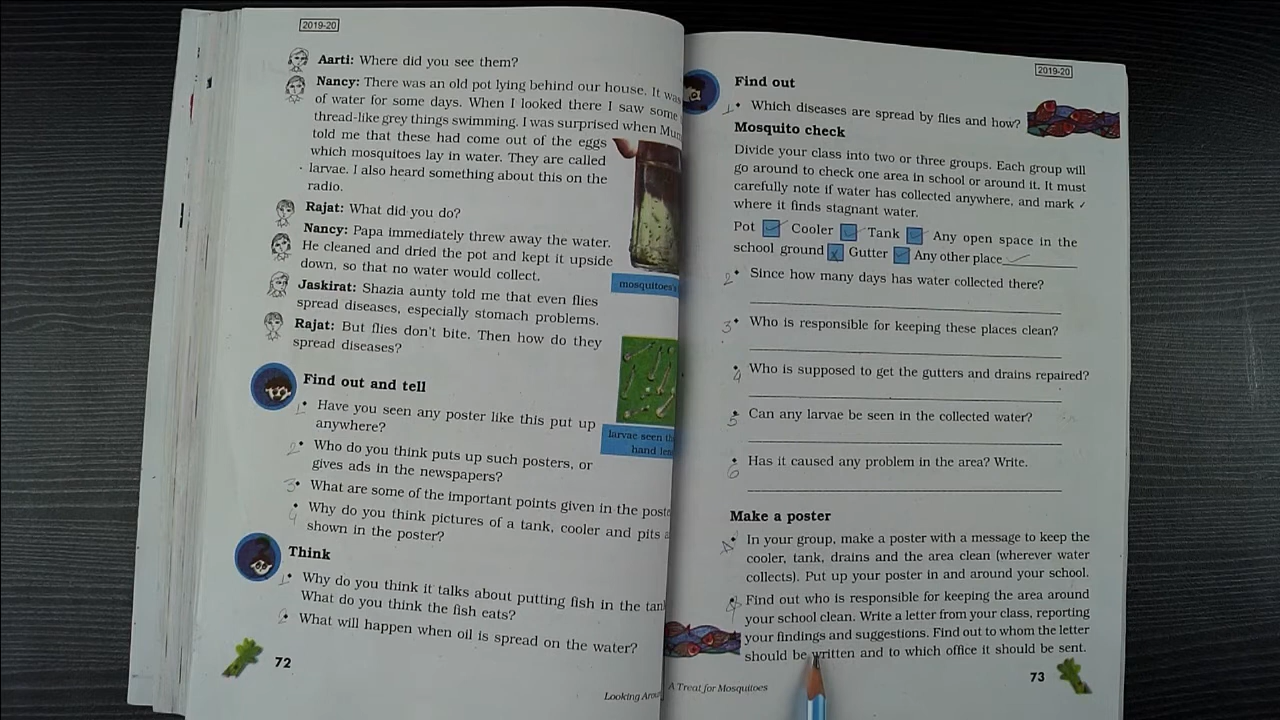 2019-20
Aarti: Where did you see them?
Nancy: There was an old pot lying behind our house. It was
of water for some days. When I looked there I saw some
thread-like grey things swimming. I was surprised when
told me that these had come out of the eggs
which mosquitoes lay in water. They are called
larvae. I also heard something about this on the
radio.
Rajat: What did you do?
Nancy: Papa immediately threw away the water.
He cleaned and dried the pot and kept it upside
down, so that no water would collect.
Jaskirat: Shazia aunty told me that even flies
spread diseases, especially stomach problems.
Rajat: But flies don't bite. Then how do they
spread diseases?
mosquitoes's
larvae seen
hand
Find out and tell
1. • Have you seen any poster like this put up
anywhere?
2. • Who do you think puts up such posters, or
gives ads in the newspapers?
3. • What are some of the important points given in the
4. • Why do you think pictures of a tank, cooler and pits
shown in the poster?
Think
1. • Why do you think it talks about putting fish in the
What do you think the fish eats?
2. • What will happen when oil is spread on the water?
72
Looking
2019-20
Find out
1. • Which diseases are spread by flies and how?
Mosquito check
Divide your class into two or three groups. Each group will
go around to check one area in school or around it. It must
carefully note if water has collected anywhere, and mark ✓
where it finds stagnant water.
Pot ✓ Cooler ✓ Tank ✓ Any open space in the
school ground x Gutter ✓ Any other place ✓
2 • Since how many days has water collected there?
3 • Who is responsible for keeping these places clean?
4 • Who is supposed to get the gutters and drains repaired?
5 • Can any larvae be seen in the collected water?
6 • Has it caused any problem in the area? Write.
Make a poster
• In your group, make a poster with a message to keep the
cooler, tank, drains and the area clean (wherever water
collects). Put up your poster in and around your school.
• Find out who is responsible for keeping the area around
your school clean. Write a letter from your class, reporting
your findings and suggestions. Find out to whom the letter
should be written and to which office it should be sent.
A Treat for Mosquitoes
73